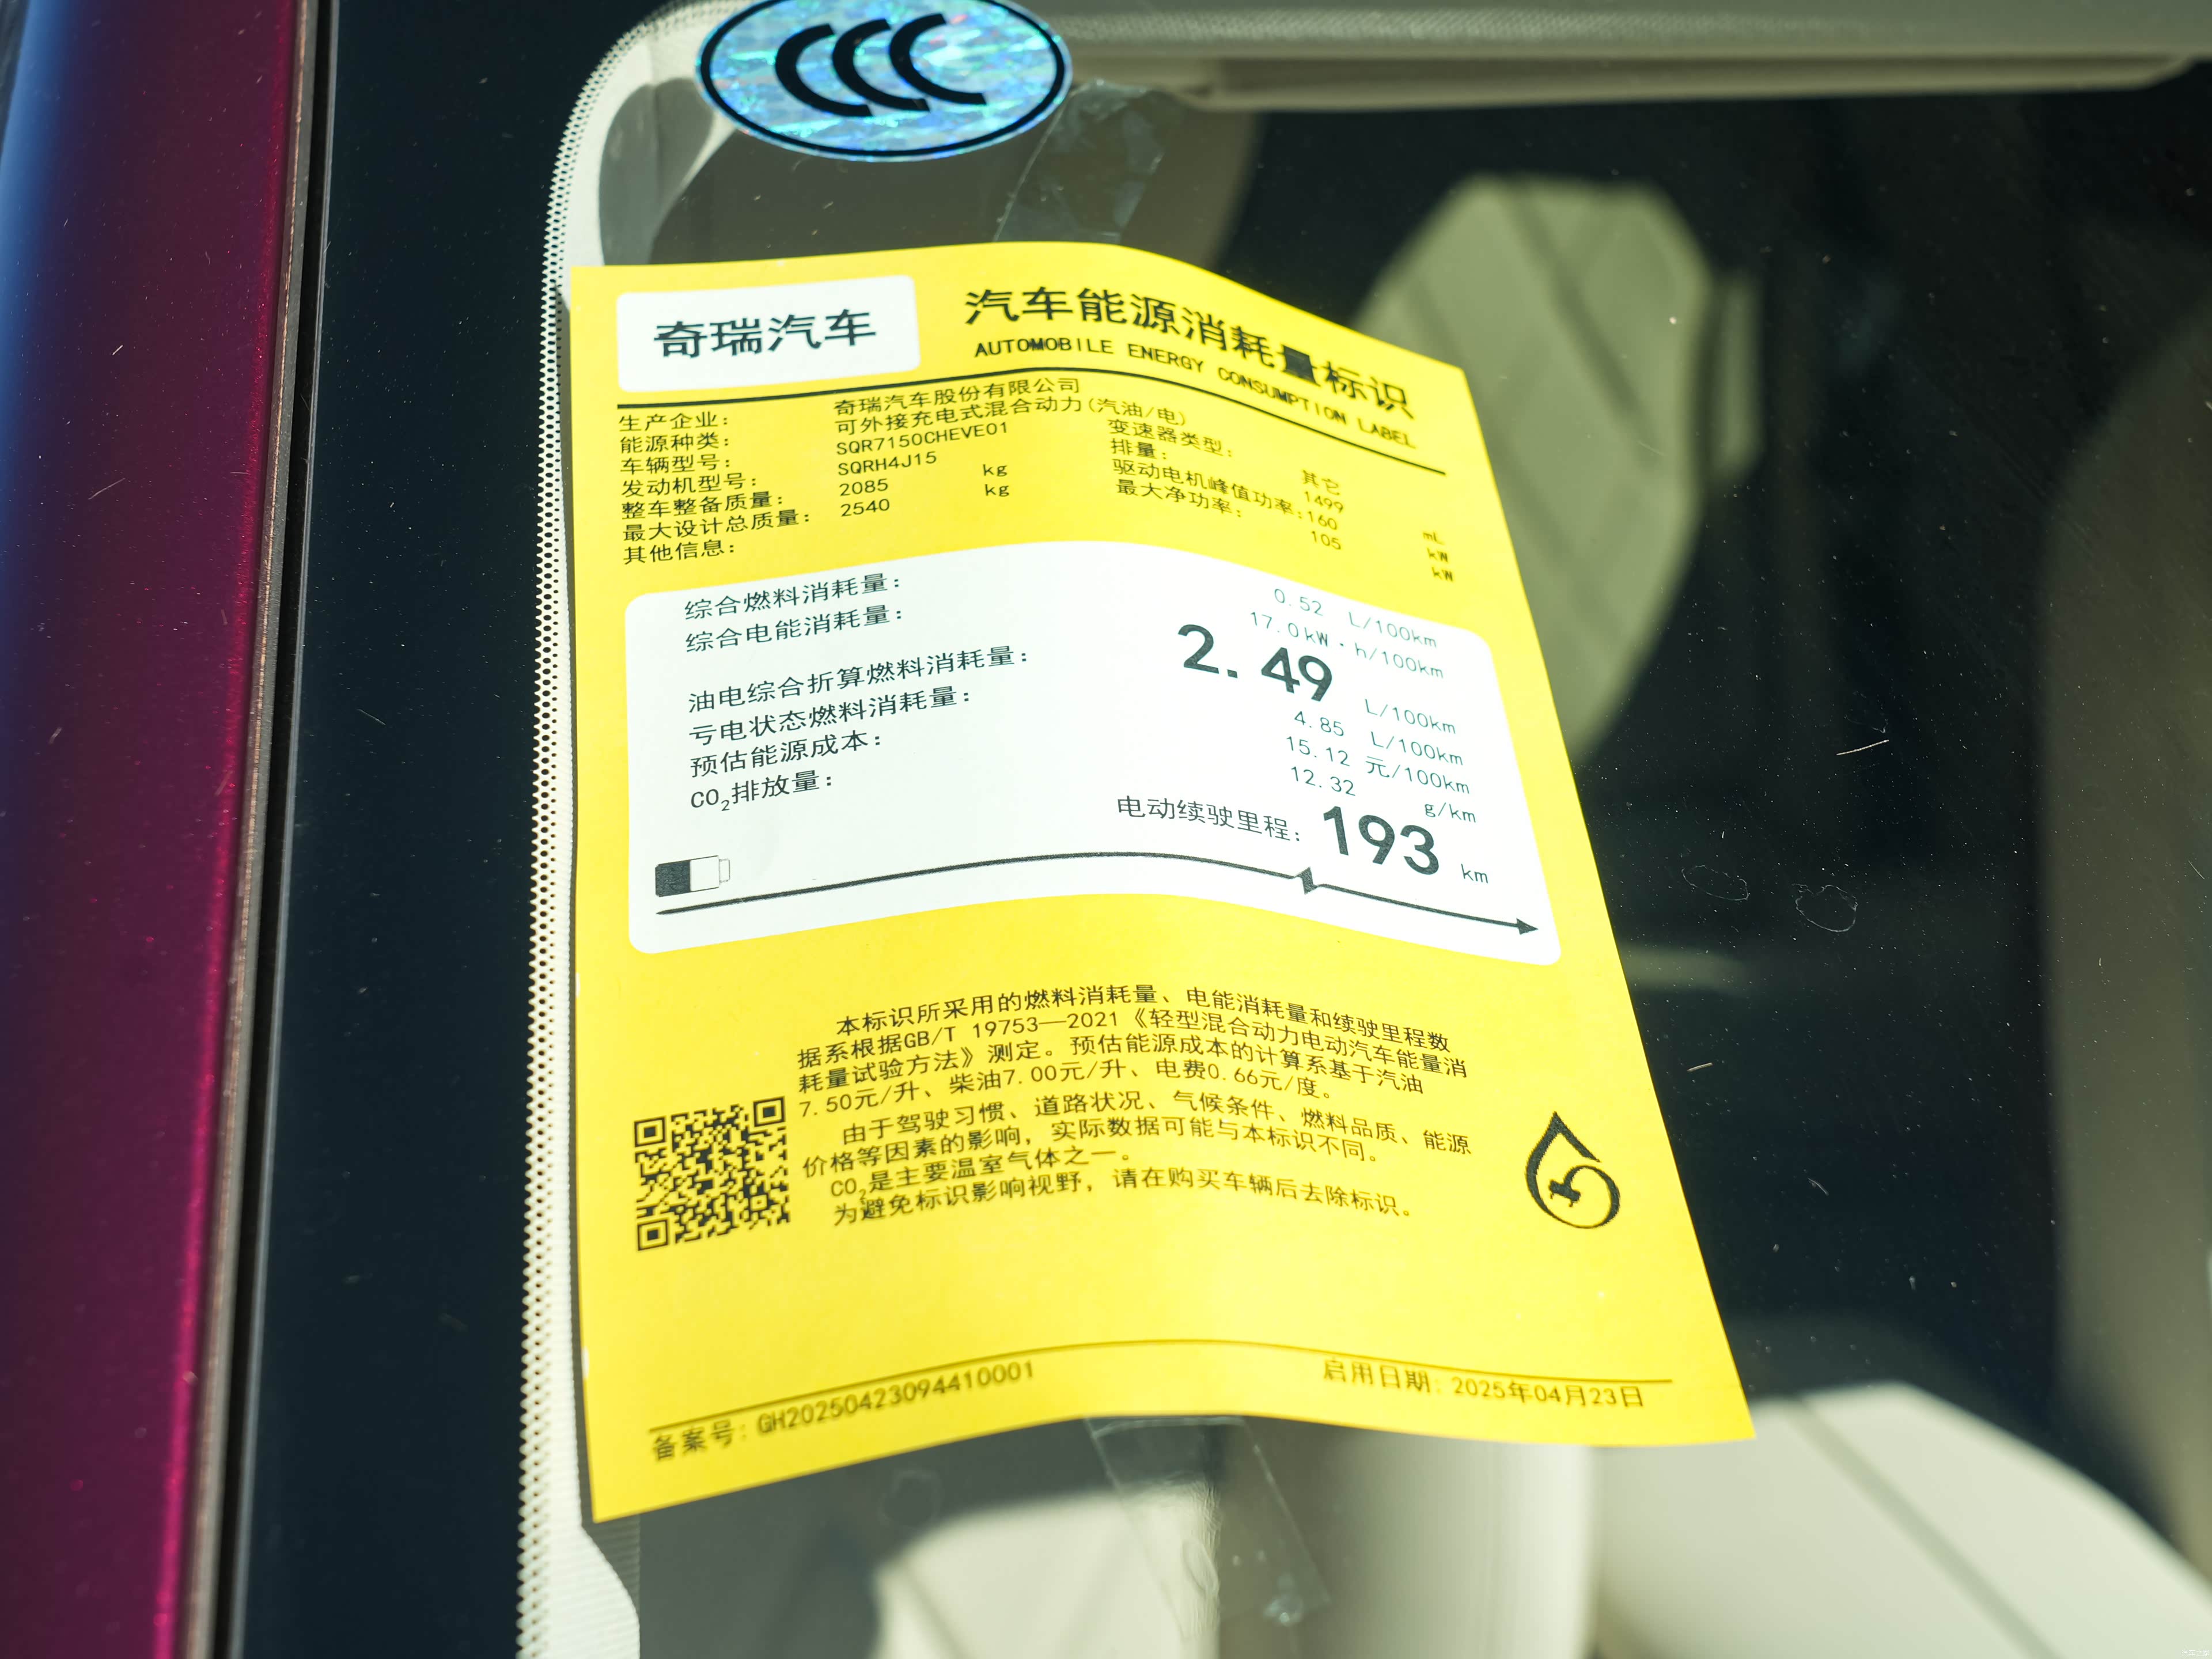 CCC
奇瑞汽车
汽车能源消耗量标识
AUTOMOBILE ENERGY CONSUMPTION LABEL
生产企业: 奇瑞汽车股份有限公司
能源种类: 可外接充电式混合动力(汽油/电)
车辆型号: SQR7150CHEVE01 变速器类型: 其它
发动机型号: SQRH4J15 排量: 1499 mL
整车整备质量: 2085 kg 驱动电机峰值功率: 160 kW
最大设计总质量: 2540 kg 最大净功率: 105 kW
其他信息:
综合燃料消耗量: 0.52 L/100km
综合电能消耗量: 17.0kW·h/100km
油电综合折算燃料消耗量: 2.49 L/100km
亏电状态燃料消耗量: 4.85 L/100km
预估能源成本: 15.12 元/100km
CO2排放量: 12.32 g/km
电动续驶里程: 193 km
本标识所采用的燃料消耗量、电能消耗量和续驶里程数
据系根据GB/T 19753—2021《轻型混合动力电动汽车能量消
耗量试验方法》测定。预估能源成本的计算系基于汽油
7.50元/升、柴油7.00元/升、电费0.66元/度。
由于驾驶习惯、道路状况、气候条件、燃料品质、能源
价格等因素的影响，实际数据可能与本标识不同。
CO2是主要温室气体之一。
为避免标识影响视野，请在购买车辆后去除标识。
备案号: GH20250423094410001
启用日期: 2025年04月23日
汽车之家